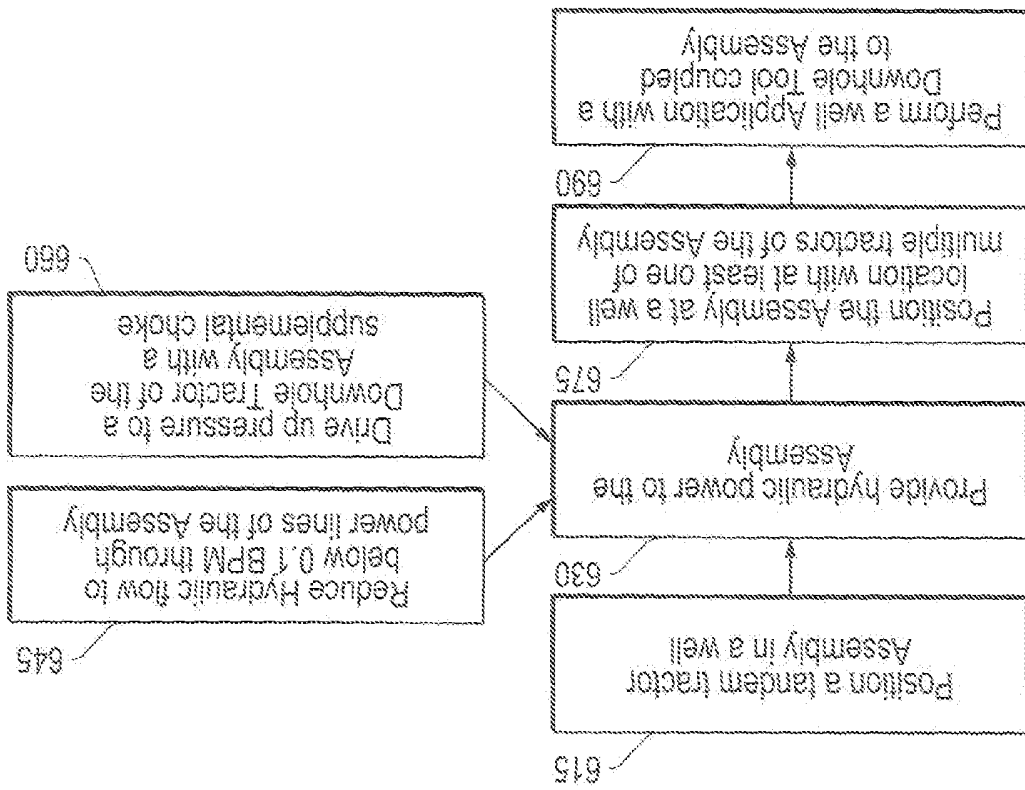 615
Position a tandem tractor
Assembly in a well
645
Reduce Hydraulic flow to
below 0.1 BPM through
power lines of the Assembly
630
Provide hydraulic power to the
Assembly
Drive up pressure to a
Downhole Tractor of the
Assembly with a
supplemental choke
660
675
Position the Assembly at a well
location with at least one of
multiple tractors of the Assembly
690
Perform a well Application with a
Downhole Tool coupled
to the Assembly